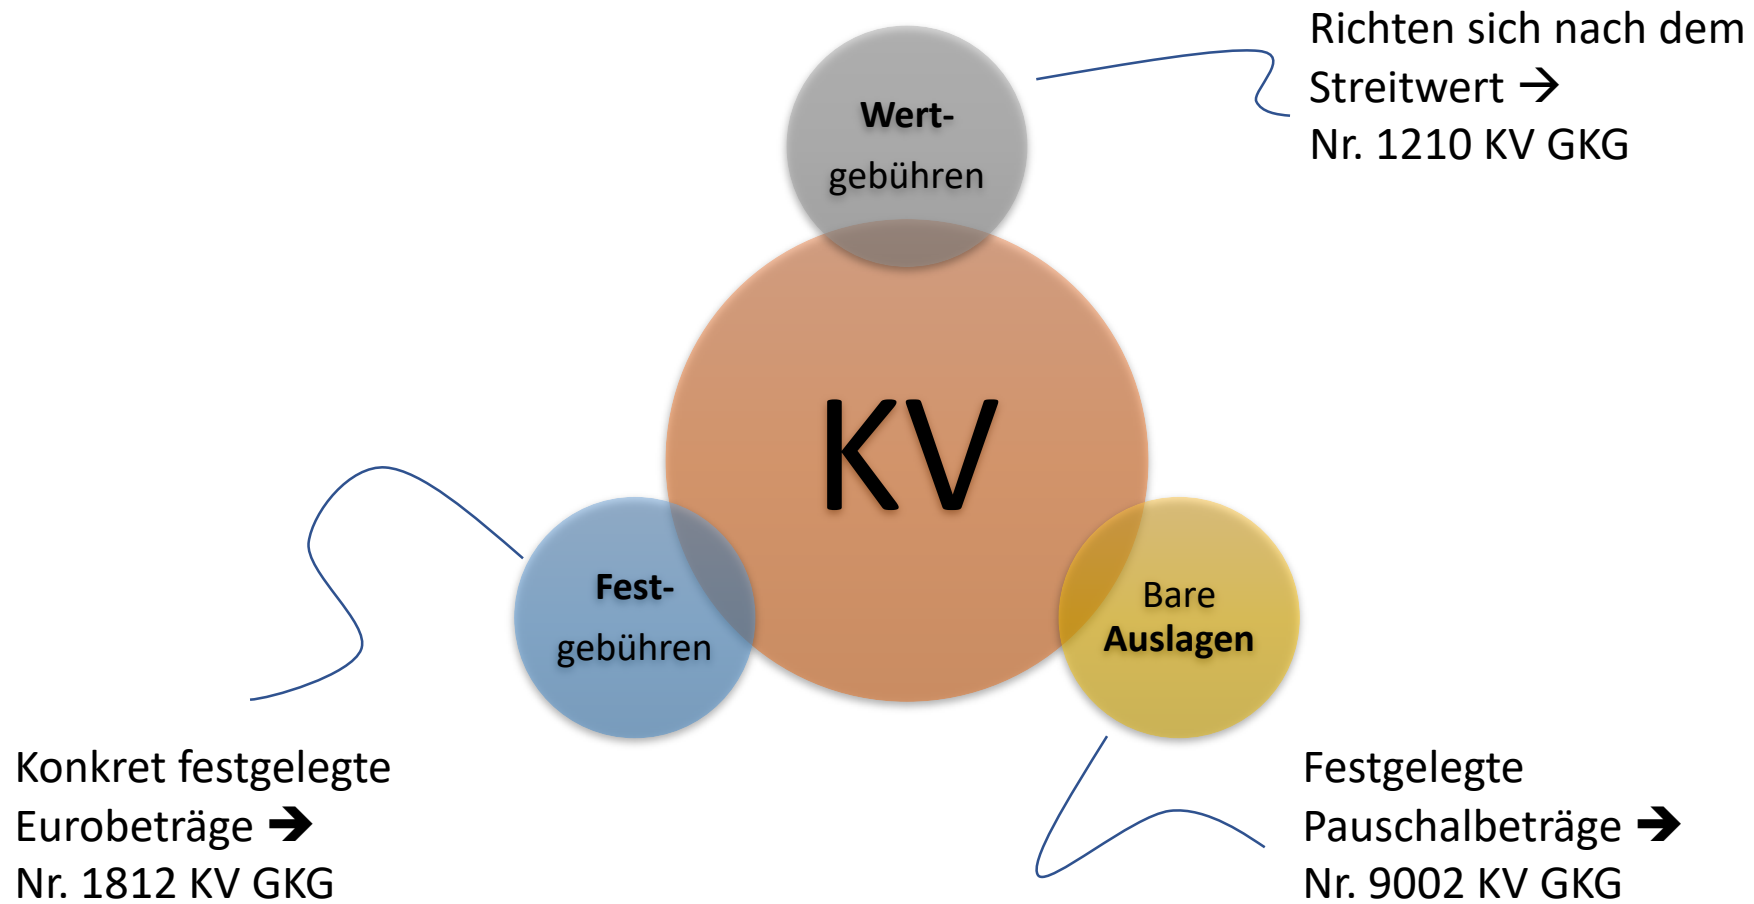 Richten sich nach dem
Streitwert →
Nr. 1210 KV GKG
Wert-
gebühren
KV
Fest-
gebühren
Bare
Auslagen
Konkret festgelegte
Eurobeträge ➔
Nr. 1812 KV GKG
Festgelegte
Pauschalbeträge ➔
Nr. 9002 KV GKG